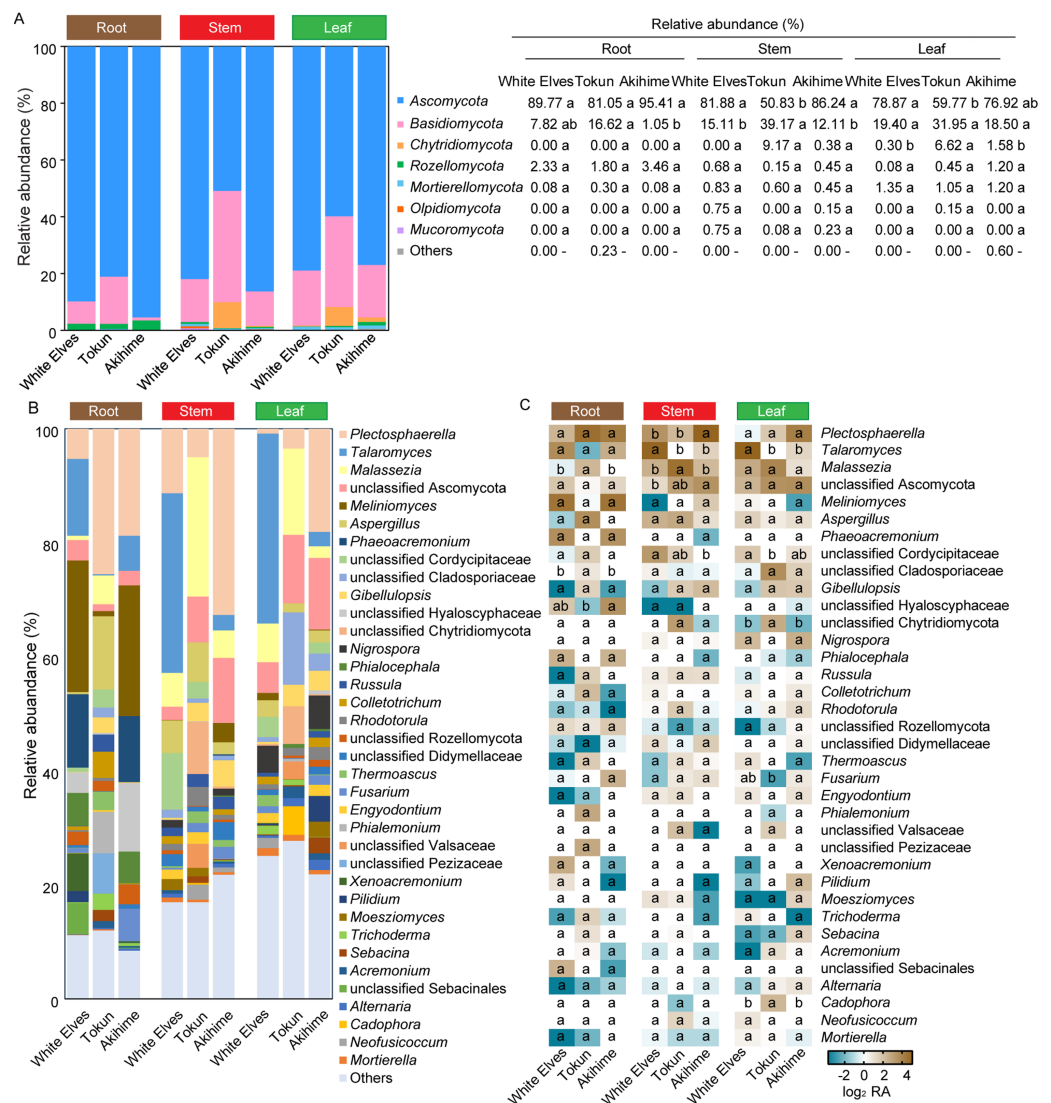 A
Root
Stem
Leaf
Relative abundance (%)
100
80
60
40
20
0
White Elves
Tokun
Akihime
White Elves
Tokun
Akihime
White Elves
Tokun
Akihime
Relative abundance (%)
Root Stem Leaf
White Elves Tokun Akihime White Elves Tokun Akihime White Elves Tokun Akihime
Ascomycota 89.77 a 81.05 a 95.41 a 81.88 a 50.83 b 86.24 a 78.87 a 59.77 b 76.92 ab
Basidiomycota 7.82 ab 16.62 a 1.05 b 15.11 b 39.17 a 12.11 b 19.40 a 31.95 a 18.50 a
Chytridiomycota 0.00 a 0.00 a 0.00 a 0.00 a 9.17 a 0.38 a 0.30 b 6.62 a 1.58 b
Rozellomycota 2.33 a 1.80 a 3.46 a 0.68 a 0.15 a 0.45 a 0.08 a 0.45 a 1.20 a
Mortierellomycota 0.08 a 0.30 a 0.08 a 0.83 a 0.60 a 0.45 a 1.35 a 1.05 a 1.20 a
Olpidiomycota 0.00 a 0.00 a 0.00 a 0.75 a 0.00 a 0.15 a 0.00 a 0.15 a 0.00 a
Mucoromycota 0.00 a 0.00 a 0.00 a 0.75 a 0.08 a 0.23 a 0.00 a 0.00 a 0.00 a
Others 0.00 - 0.23 - 0.00 - 0.00 - 0.00 - 0.00 - 0.00 - 0.00 - 0.60 -
B
Root
Stem
Leaf
Relative abuandance (%)
100
80
60
40
20
0
White Elves
Tokun
Akihime
White Elves
Tokun
Akihime
White Elves
Tokun
Akihime
Plectosphaerella
Talaromyces
Malassezia
unclassified Ascomycota
Meliniomyces
Aspergillus
Phaeoacremonium
unclassified Cordycipitaceae
unclassified Cladosporiaceae
Gibellulopsis
unclassified Hyaloscyphaceae
unclassified Chytridiomycota
Nigrospora
Phialocephala
Russula
Colletotrichum
Rhodotorula
unclassified Rozellomycota
unclassified Didymellaceae
Thermoascus
Fusarium
Engyodontium
Phialemonium
unclassified Valsaceae
unclassified Pezizaceae
Xenoacremonium
Pilidium
Moesziomyces
Trichoderma
Sebacina
Acremonium
unclassified Sebacinales
Alternaria
Cadophora
Neofusicoccum
Mortierella
Others
C
Root Stem Leaf
a a a b b a a a a Plectosphaerella
a a a a b b a b b Talaromyces
b a b b a b a a a Malassezia
a a a b ab a a a a unclassified Ascomycota
a a a a a a a a a Meliniomyces
a a a a a a a a a Aspergillus
a a a a a a a a a Phaeoacremonium
a a a a ab b a b ab unclassified Cordycipitaceae
b a b a a a a a a unclassified Cladosporiaceae
a a a a a a a a a Gibellulopsis
ab b a a a a a a a unclassified Hyaloscyphaceae
a a a a a a b a b unclassified Chytridiomycota
a a a a a a a a a Nigrospora
a a a a a a a a a Phialocephala
a a a a a a a a a Russula
a a a a a a a a a Colletotrichum
a a a a a a a a a Rhodotorula
a a a a a a a a a unclassified Rozellomycota
a a a a a a a a a unclassified Didymellaceae
a a a a a a a a a Thermoascus
a a a a a a ab b a Fusarium
a a a a a a a a a Engyodontium
a a a a a a a a a Phialemonium
a a a a a a a a a unclassified Valsaceae
a a a a a a a a a unclassified Pezizaceae
a a a a a a a a a Xenoacremonium
a a a a a a a a a Pilidium
a a a a a a a a a Moesziomyces
a a a a a a a a a Trichoderma
a a a a a a a a a Sebacina
a a a a a a a a a Acremonium
a a a a a a a a a unclassified Sebacinales
a a a a a a a a a Alternaria
a a a a a a b a b Cadophora
a a a a a a a a a Neofusicoccum
a a a a a a a a a Mortierella
White Elves
Tokun
Akihime
White Elves
Tokun
Akihime
White Elves
Tokun
Akihime
-2 0 2 4
log₂ RA